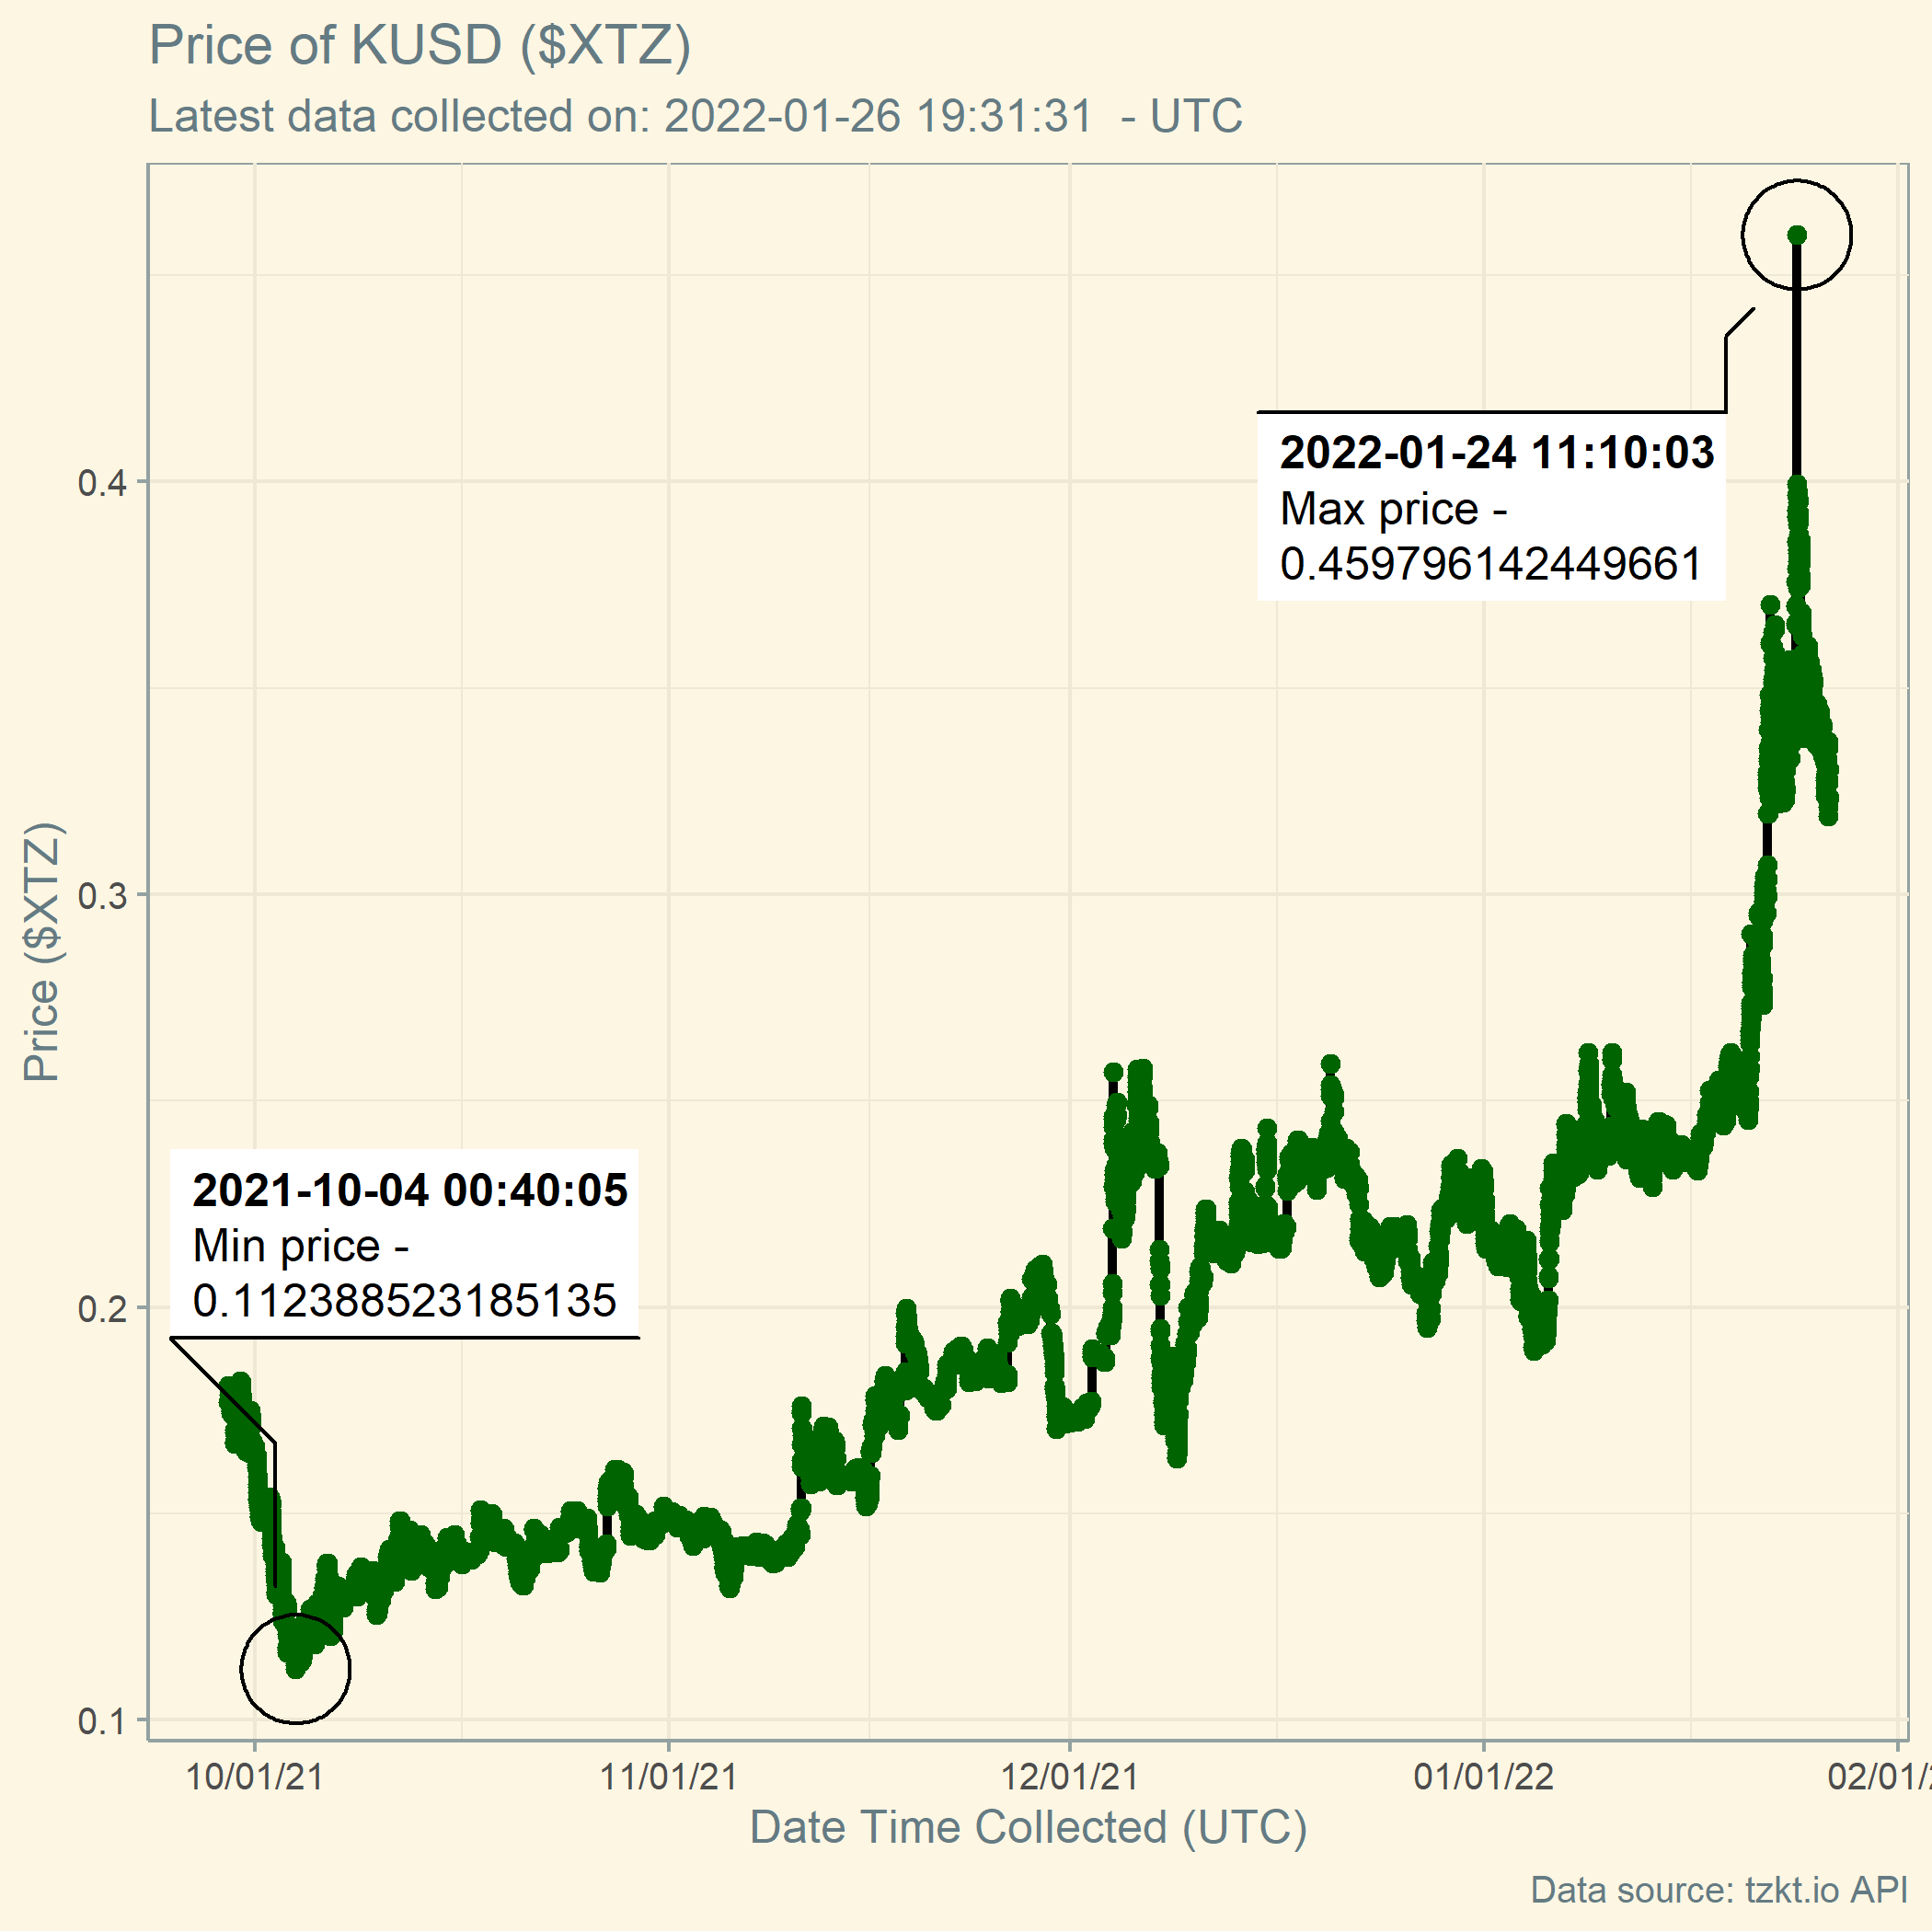 Price of KUSD ($XTZ)
Latest data collected on: 2022-01-26 19:31:31  - UTC
2022-01-24 11:10:03
Max price -
0.459796142449661
2021-10-04 00:40:05
Min price -
0.112388523185135
Price ($XTZ)
0.4
0.3
0.2
0.1
10/01/21
11/01/21
12/01/21
01/01/22
02/01/
Date Time Collected (UTC)
Data source: tzkt.io API